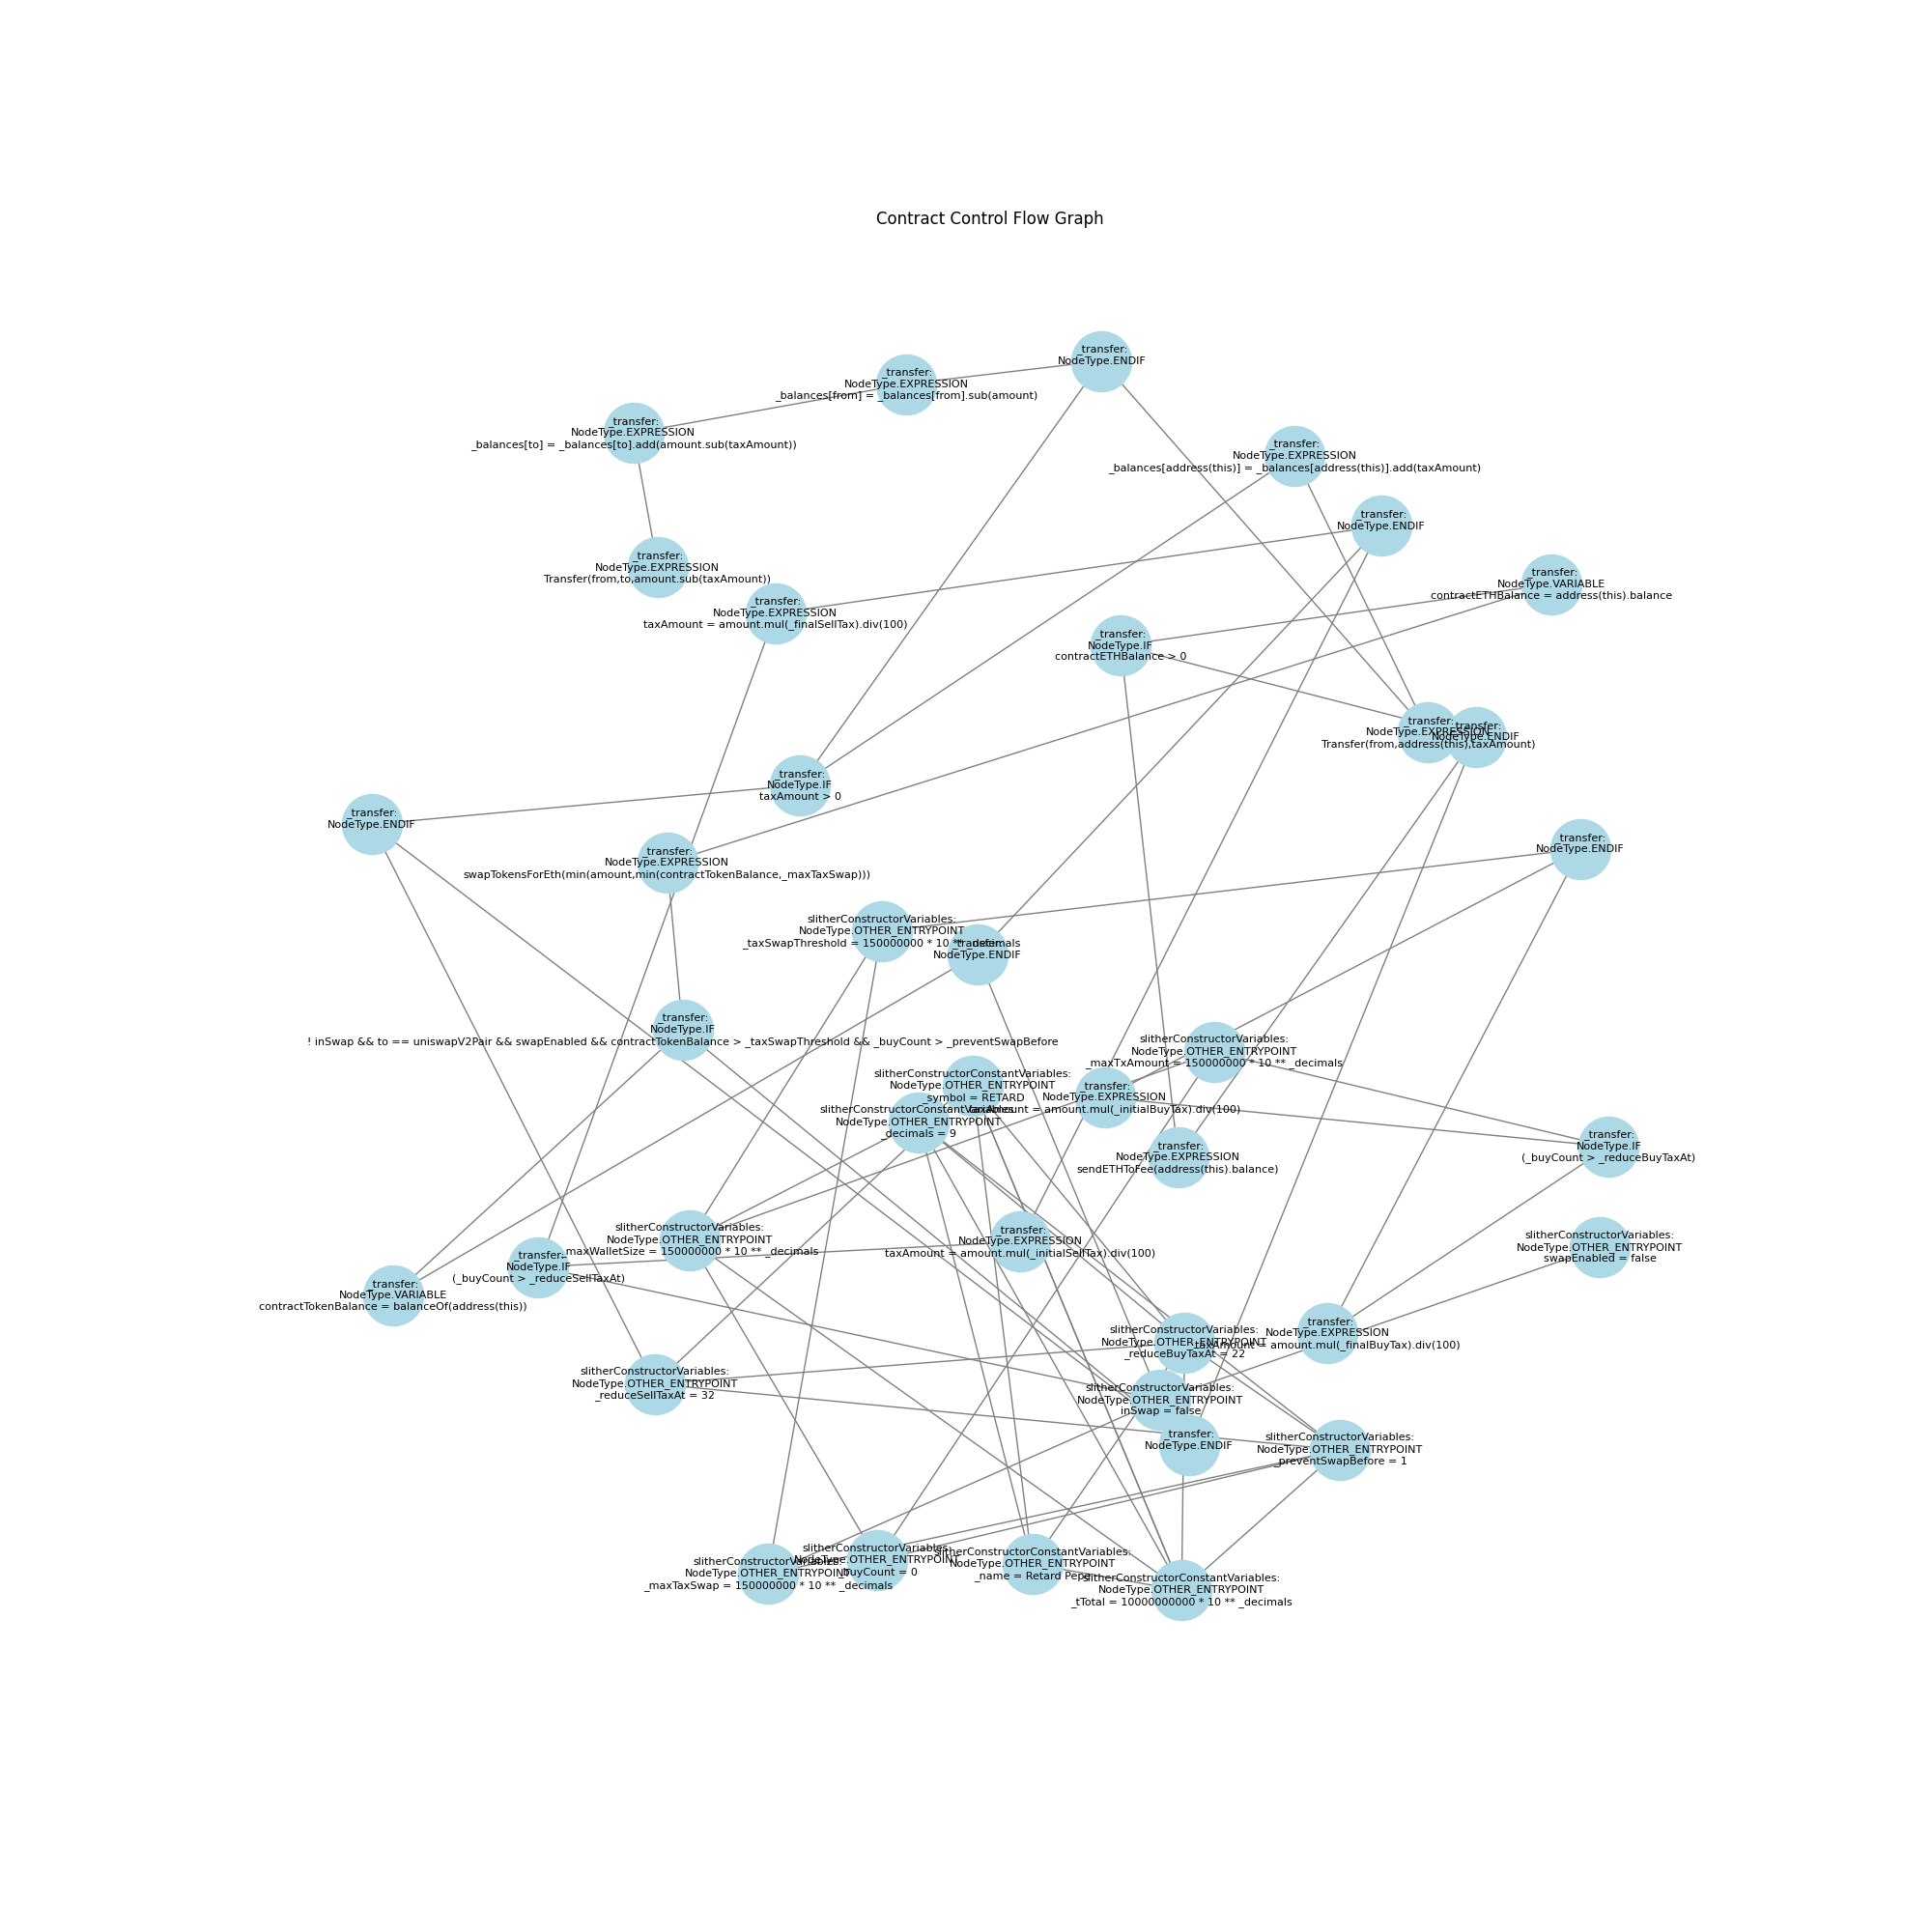 Contract Control Flow Graph
_transfer:
NodeType.ENDIF
_transfer:
NodeType.EXPRESSION
_balances[from] = _balances[from].sub(amount)
_transfer:
NodeType.EXPRESSION
_balances[to] = _balances[to].add(amount.sub(taxAmount))
_transfer:
NodeType.EXPRESSION
_balances[address(this)] = _balances[address(this)].add(taxAmount)
_transfer:
NodeType.ENDIF
_transfer:
NodeType.EXPRESSION
Transfer(from,to,amount.sub(taxAmount))
_transfer:
NodeType.VARIABLE
contractETHBalance = address(this).balance
_transfer:
NodeType.EXPRESSION
taxAmount = amount.mul(_finalSellTax).div(100)
_transfer:
NodeType.IF
contractETHBalance > 0
_transfer:
NodeType.EXPRESSION
Transfer(from,address(this),taxAmount)
_transfer:
NodeType.ENDIF
_transfer:
NodeType.IF
taxAmount > 0
_transfer:
NodeType.ENDIF
_transfer:
NodeType.ENDIF
_transfer:
NodeType.EXPRESSION
swapTokensForEth(min(amount,min(contractTokenBalance,_maxTaxSwap)))
slitherConstructorVariables:
NodeType.OTHER_ENTRYPOINT
_taxSwapThreshold = 150000000 * 10 ** _decimals
_transfer:
NodeType.ENDIF
_transfer:
NodeType.IF
! inSwap && to == uniswapV2Pair && swapEnabled && contractTokenBalance > _taxSwapThreshold && _buyCount > _preventSwapBefore
slitherConstructorVariables:
NodeType.OTHER_ENTRYPOINT
_maxTxAmount = 150000000 * 10 ** _decimals
slitherConstructorConstantVariables:
NodeType.OTHER_ENTRYPOINT
_symbol = RETARD
_transfer:
NodeType.EXPRESSION
taxAmount = amount.mul(_initialBuyTax).div(100)
slitherConstructorConstantVariables:
NodeType.OTHER_ENTRYPOINT
_decimals = 9
_transfer:
NodeType.IF
(_buyCount > _reduceBuyTaxAt)
_transfer:
NodeType.EXPRESSION
sendETHToFee(address(this).balance)
slitherConstructorVariables:
NodeType.OTHER_ENTRYPOINT
_maxWalletSize = 150000000 * 10 ** _decimals
_transfer:
NodeType.EXPRESSION
taxAmount = amount.mul(_initialSellTax).div(100)
slitherConstructorVariables:
NodeType.OTHER_ENTRYPOINT
swapEnabled = false
_transfer:
NodeType.IF
(_buyCount > _reduceSellTaxAt)
_transfer:
NodeType.VARIABLE
contractTokenBalance = balanceOf(address(this))
slitherConstructorVariables:
NodeType.OTHER_ENTRYPOINT
_reduceBuyTaxAt = 22
_transfer:
NodeType.EXPRESSION
taxAmount = amount.mul(_finalBuyTax).div(100)
slitherConstructorVariables:
NodeType.OTHER_ENTRYPOINT
_reduceSellTaxAt = 32
slitherConstructorVariables:
NodeType.OTHER_ENTRYPOINT
inSwap = false
_transfer:
NodeType.ENDIF
slitherConstructorVariables:
NodeType.OTHER_ENTRYPOINT
_preventSwapBefore = 1
slitherConstructorVariables:
NodeType.OTHER_ENTRYPOINT
_maxTaxSwap = 150000000 * 10 ** _decimals
slitherConstructorVariables:
NodeType.OTHER_ENTRYPOINT
_buyCount = 0
slitherConstructorConstantVariables:
NodeType.OTHER_ENTRYPOINT
_name = Retard Pepe
slitherConstructorConstantVariables:
NodeType.OTHER_ENTRYPOINT
_tTotal = 10000000000 * 10 ** _decimals